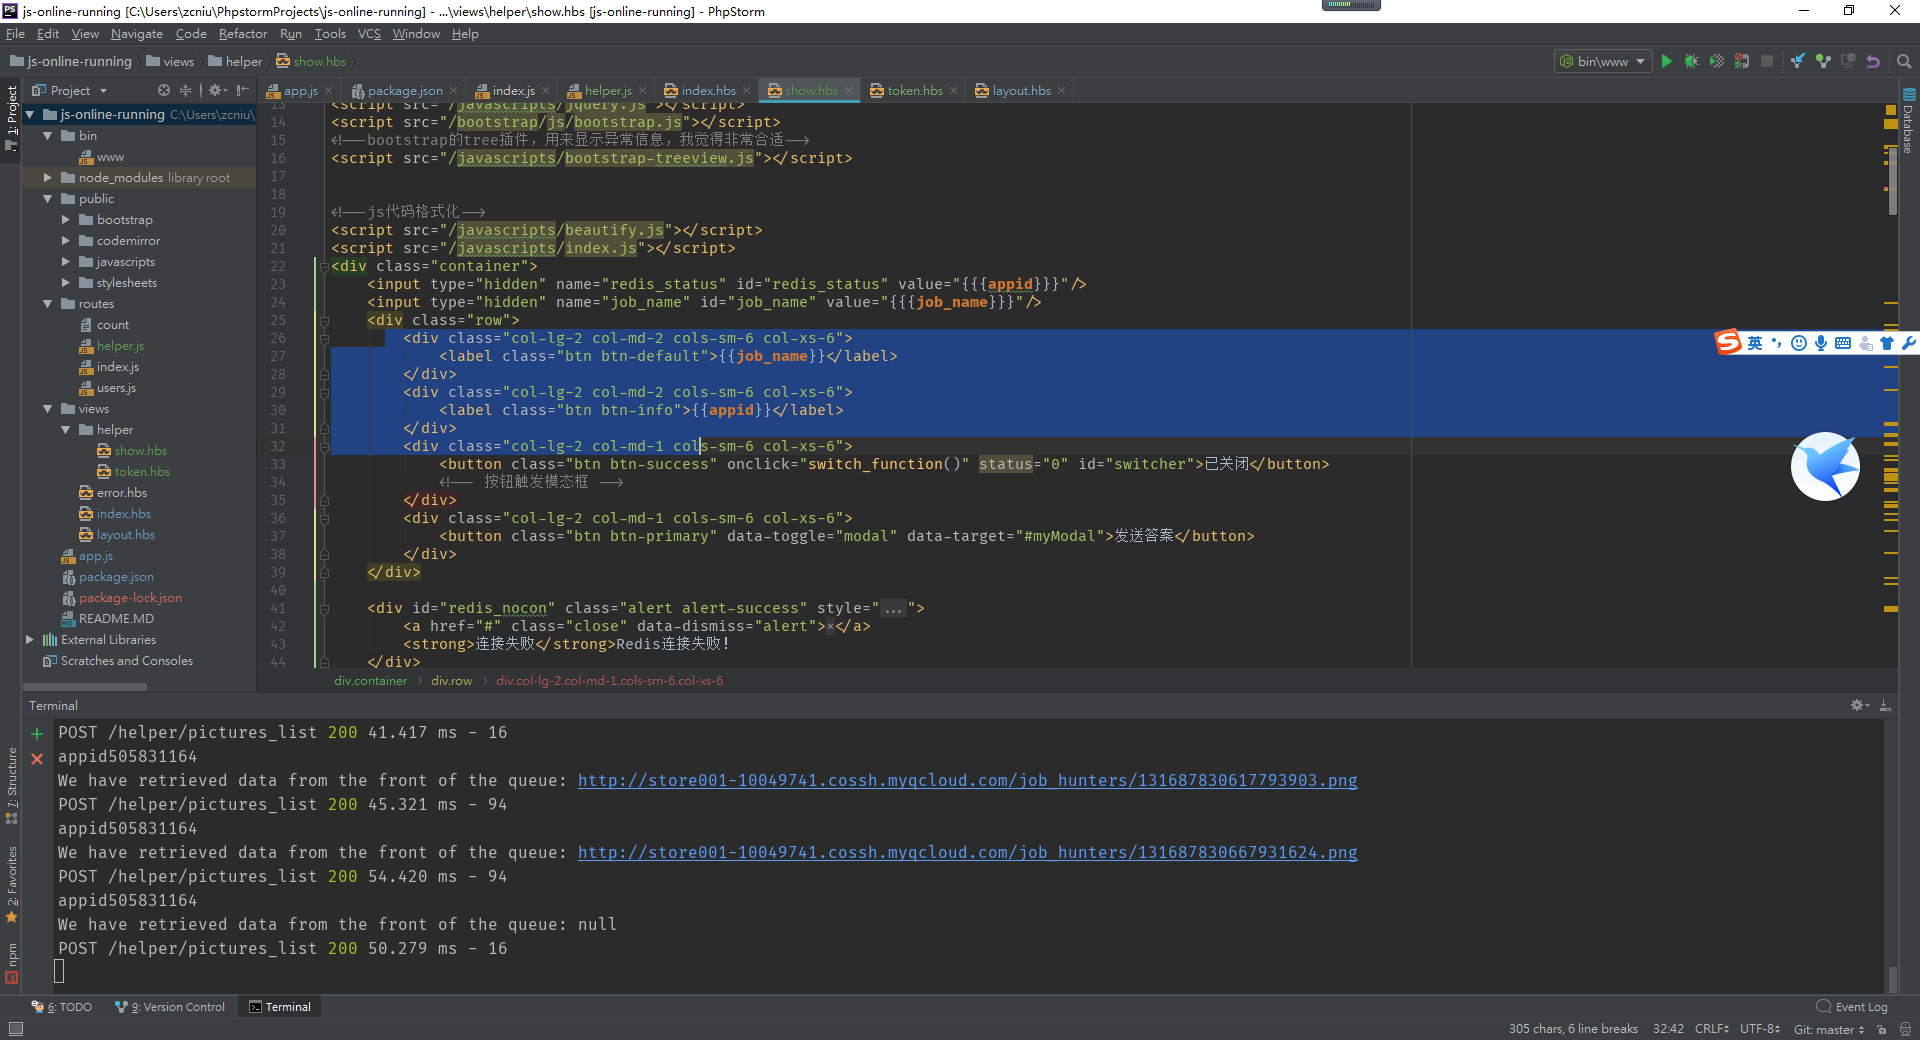 js-online-running [C:\Users\zcniu\PhpstormProjects\js-online-running] - ...\views\helper\show.hbs [js-online-running] - PhpStorm
File Edit View Navigate Code Refactor Run Tools VCS Window Help
js-online-running views helper show.hbs bin\www
1: Project
Project
app.js package.json index.js helper.js index.hbs show.hbs token.hbs layout.hbs
Database
js-online-running C:\Users\zcniu\
bin
www
node_modules library root
public
bootstrap
codemirror
javascripts
stylesheets
routes
count
helper.js
index.js
users.js
views
helper
show.hbs
token.hbs
error.hbs
index.hbs
layout.hbs
app.js
package.json
package-lock.json
README.MD
External Libraries
Scratches and Consoles
13 <script src="/javascripts/jquery.js"></script>
14 <script src="/bootstrap/js/bootstrap.js"></script>
15 <!--bootstrap的tree插件，用来显示异常信息，我觉得非常合适-->
16 <script src="/javascripts/bootstrap-treeview.js"></script>
17
18
19 <!--js代码格式化-->
20 <script src="/javascripts/beautify.js"></script>
21 <script src="/javascripts/index.js"></script>
22 <div class="container">
23 <input type="hidden" name="redis_status" id="redis_status" value="{{{appid}}}"/>
24 <input type="hidden" name="job_name" id="job_name" value="{{{job_name}}}"/>
25 <div class="row">
26 <div class="col-lg-2 col-md-2 cols-sm-6 col-xs-6">
27 <label class="btn btn-default">{{job_name}}</label>
28 </div>
29 <div class="col-lg-2 col-md-2 cols-sm-6 col-xs-6">
30 <label class="btn btn-info">{{appid}}</label>
31 </div>
32 <div class="col-lg-2 col-md-1 cols-sm-6 col-xs-6">
33 <button class="btn btn-success" onclick="switch_function()" status="0" id="switcher">已关闭</button>
34 <!-- 按钮触发模态框 -->
35 </div>
36 <div class="col-lg-2 col-md-1 cols-sm-6 col-xs-6">
37 <button class="btn btn-primary" data-toggle="modal" data-target="#myModal">发送答案</button>
38 </div>
39 </div>
40
41 <div id="redis_nocon" class="alert alert-success" style="...">
42 <a href="#" class="close" data-dismiss="alert">×</a>
43 <strong>连接失败</strong>Redis连接失败！
44 </div>
英
div.container div.row div.col-lg-2.col-md-1.cols-sm-6.col-xs-6
Terminal
POST /helper/pictures_list 200 41.417 ms - 16
appid505831164
We have retrieved data from the front of the queue: http://store001-10049741.cossh.myqcloud.com/job_hunters/131687830617793903.png
POST /helper/pictures_list 200 45.321 ms - 94
appid505831164
We have retrieved data from the front of the queue: http://store001-10049741.cossh.myqcloud.com/job_hunters/131687830667931624.png
POST /helper/pictures_list 200 54.420 ms - 94
appid505831164
We have retrieved data from the front of the queue: null
POST /helper/pictures_list 200 50.279 ms - 16
7: Structure
2: Favorites
npm
6: TODO 9: Version Control Terminal Event Log
305 chars, 6 line breaks 32:42 CRLF UTF-8 Git: master